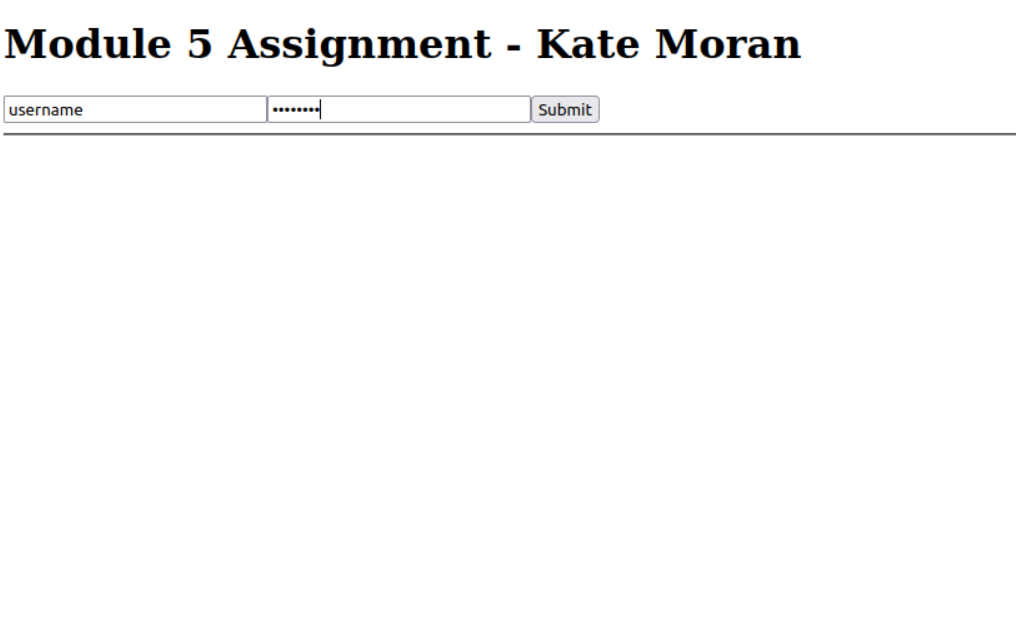 Module 5 Assignment - Kate Moran
username •••••••• Submit